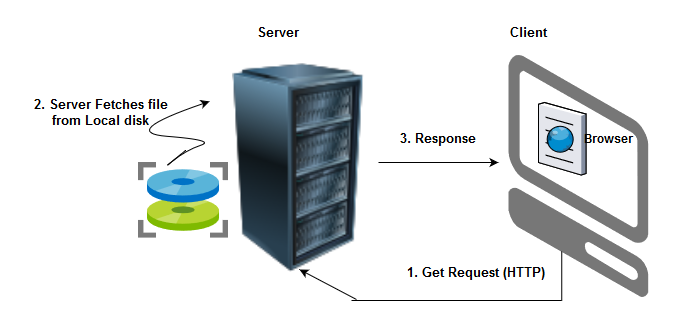 Server
Client
2. Server Fetches file
from Local disk
3. Response
Browser
1. Get Request (HTTP)